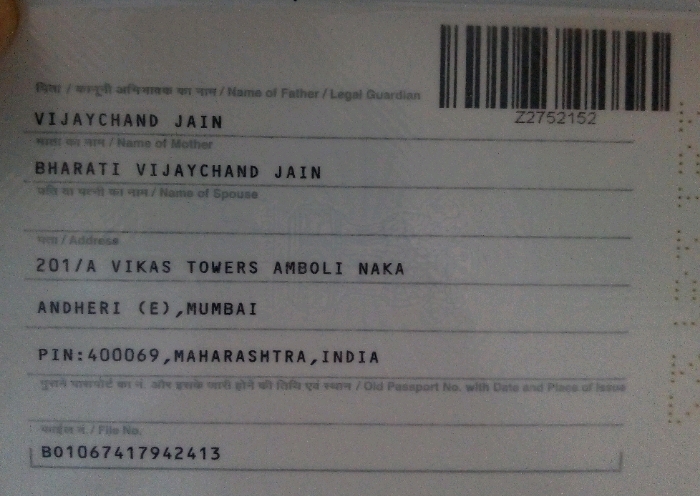 पिता / कानूनी अभिभावक का नाम / Name of Father / Legal Guardian
Z2752152
VIJAYCHAND JAIN
माता का नाम / Name of Mother
BHARATI VIJAYCHAND JAIN
पति या पत्नी का नाम / Name of Spouse
पता / Address
201/A VIKAS TOWERS AMBOLI NAKA
ANDHERI (E),MUMBAI
PIN:400069,MAHARASHTRA,INDIA
पुराने पासपोर्ट का नं. और इसके जारी होने की तिथि एवं स्थान / Old Passport No. with Date and Place of Issue
फाईल नं. / File No.
BO1067417942413